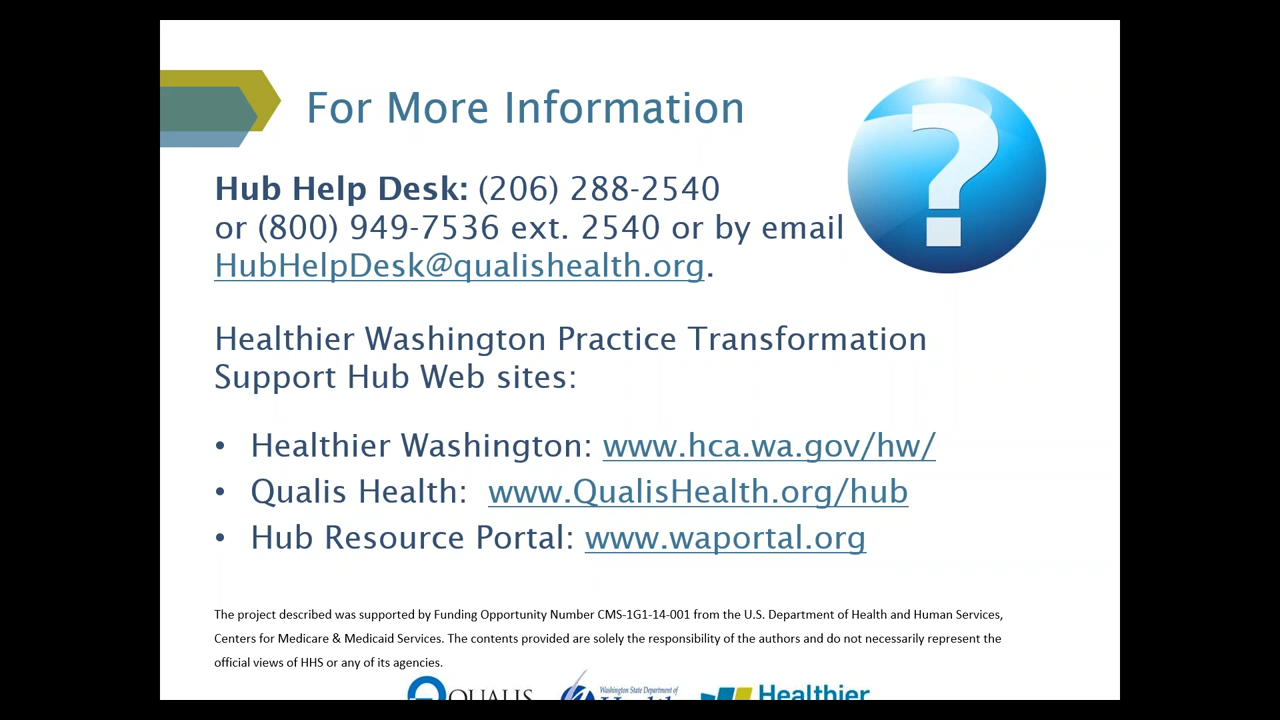 For More Information
?
Hub Help Desk: (206) 288-2540
or (800) 949-7536 ext. 2540 or by email
HubHelpDesk@qualishealth.org.
Healthier Washington Practice Transformation
Support Hub Web sites:
• Healthier Washington: www.hca.wa.gov/hw/
• Qualis Health:  www.QualisHealth.org/hub
• Hub Resource Portal: www.waportal.org
The project described was supported by Funding Opportunity Number CMS-1G1-14-001 from the U.S. Department of Health and Human Services,
Centers for Medicare & Medicaid Services. The contents provided are solely the responsibility of the authors and do not necessarily represent the
official views of HHS or any of its agencies.
QUALIS
Washington State Department of
Health
Healthier